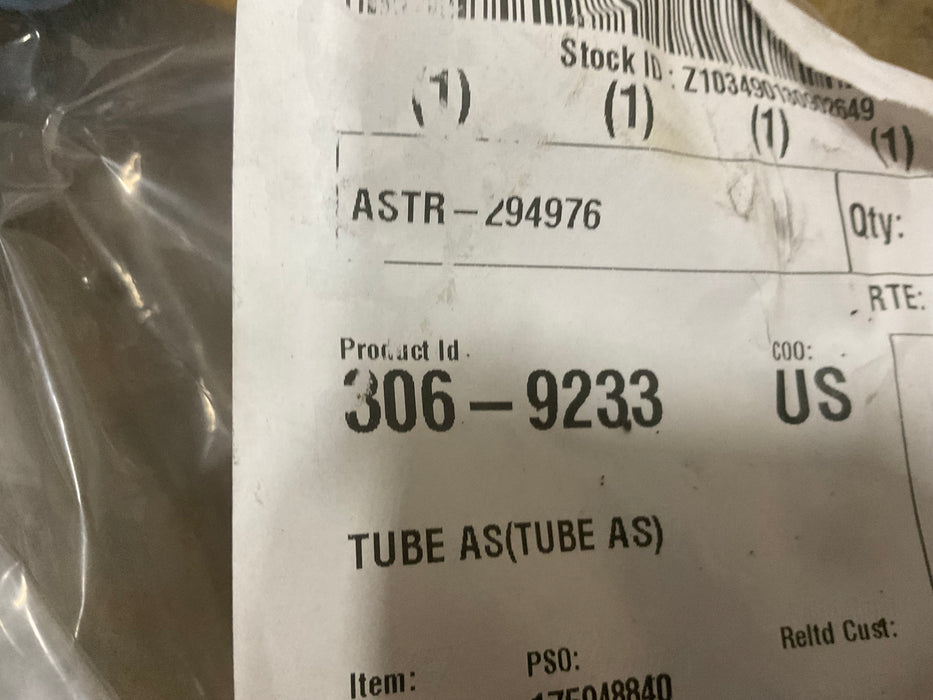 Stock ID:
(1) (1) (1) (1)
ASTR-294976 Qty:
RTE:
Product Id COO:
306-9233 US
TUBE AS(TUBE AS)
Reltd Cust:
Item: PSO: